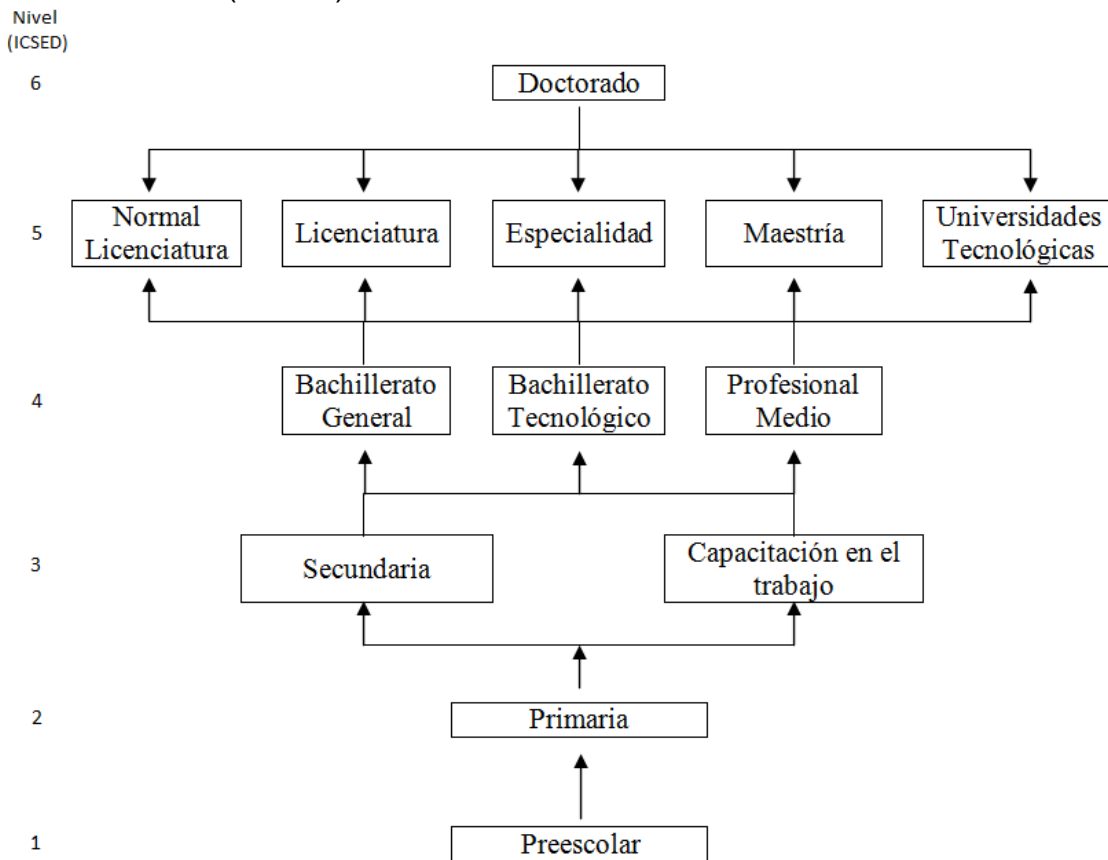 Nivel
(ICSED)
6
Doctorado
5
Normal
Licenciatura
Licenciatura
Especialidad
Maestría
Universidades
Tecnológicas
4
Bachillerato
General
Bachillerato
Tecnológico
Profesional
Medio
3
Secundaria
Capacitación en el
trabajo
2
Primaria
1
Preescolar